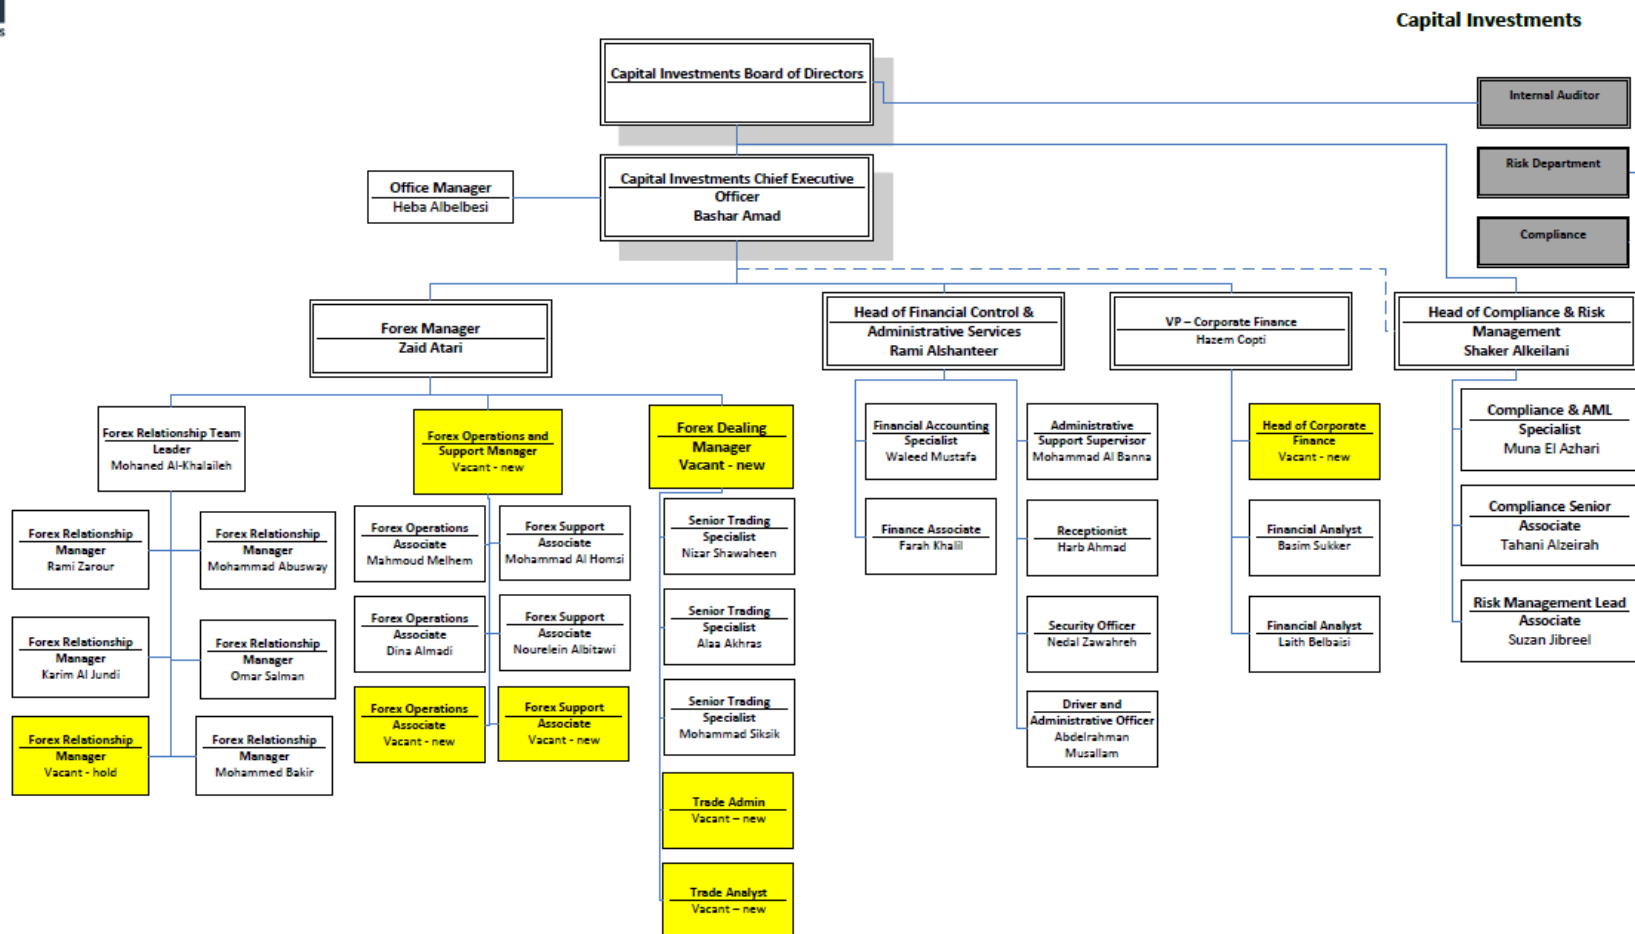 s
Capital Investments
Capital Investments Board of Directors
Internal Auditor
Risk Department
Compliance
Office Manager
Heba Albelbesi
Capital Investments Chief Executive
Officer
Bashar Amad
Forex Manager
Zaid Atari
Head of Financial Control &
Administrative Services
Rami Alshanteer
VP – Corporate Finance
Hazem Copti
Head of Compliance & Risk
Management
Shaker Alkeilani
Forex Relationship Team
Leader
Mohaned Al-Khalaileh
Forex Operations and
Support Manager
Vacant - new
Forex Dealing
Manager
Vacant - new
Financial Accounting
Specialist
Waleed Mustafa
Administrative
Support Supervisor
Mohammad Al Banna
Head of Corporate
Finance
Vacant - new
Compliance & AML
Specialist
Muna El Azhari
Forex Relationship
Manager
Rami Zarour
Forex Relationship
Manager
Mohammad Abusway
Forex Operations
Associate
Mahmoud Melhem
Forex Support
Associate
Mohammad Al Homsi
Senior Trading
Specialist
Nizar Shawaheen
Finance Associate
Farah Khalil
Receptionist
Harb Ahmad
Financial Analyst
Basim Sukker
Compliance Senior
Associate
Tahani Alzeirah
Forex Relationship
Manager
Karim Al Jundi
Forex Relationship
Manager
Omar Salman
Forex Operations
Associate
Dina Almadi
Forex Support
Associate
Nourelein Albitawi
Senior Trading
Specialist
Alaa Akhras
Security Officer
Nedal Zawahreh
Financial Analyst
Laith Belbaisi
Risk Management Lead
Associate
Suzan Jibreel
Forex Relationship
Manager
Vacant - hold
Forex Relationship
Manager
Mohammed Bakir
Forex Operations
Associate
Vacant - new
Forex Support
Associate
Vacant - new
Senior Trading
Specialist
Mohammad Siksik
Driver and
Administrative Officer
Abdelrahman
Musallam
Trade Admin
Vacant – new
Trade Analyst
Vacant – new